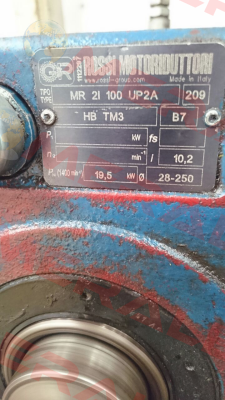 GR ROSSI MOTORIDUTTORI
www.rossi-group.com Made in Italy
TIPO
TYPE MR 2I 100 UP2A 209
HB TM3 B7
P₁ kW fs
n₂ min⁻¹ / 10,2
(1400 min⁻¹) 19,5 kW Ø 28-250